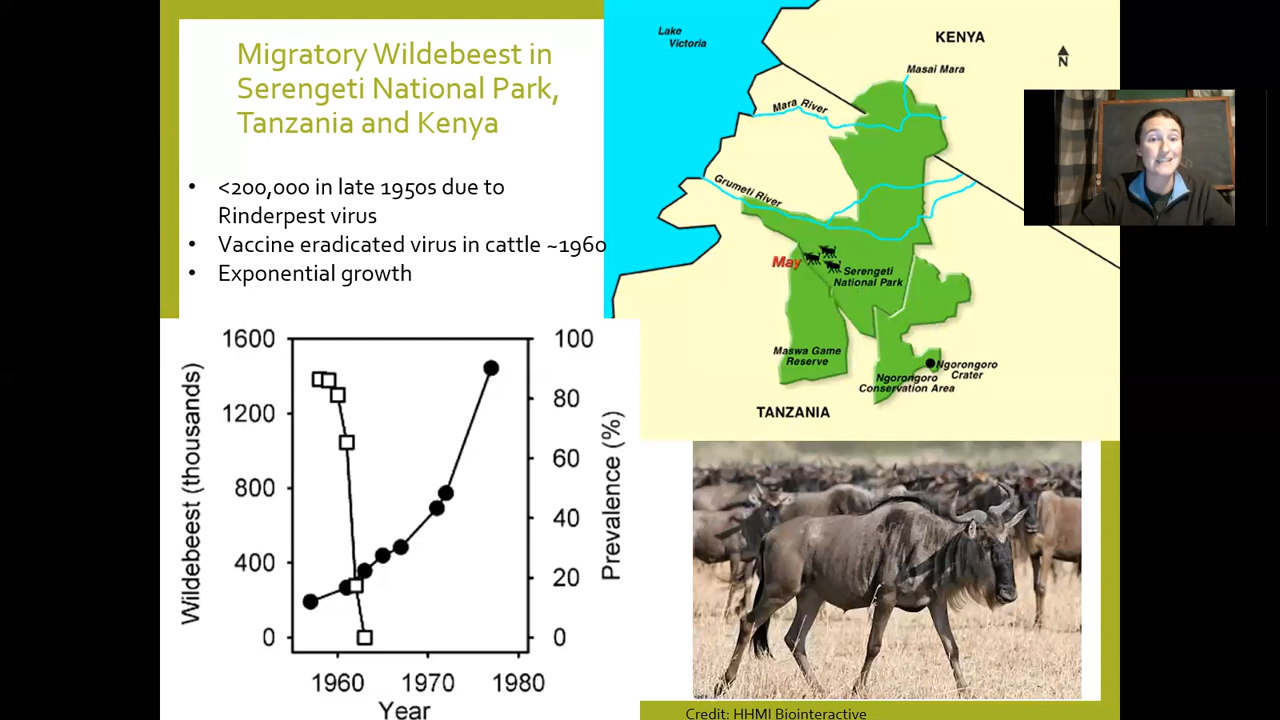 Migratory Wildebeest in
Serengeti National Park,
Tanzania and Kenya
• <200,000 in late 1950s due to
Rinderpest virus
• Vaccine eradicated virus in cattle ~1960
• Exponential growth
1600
1200
800
400
0
Wildebeest (thousands)
100
80
60
40
20
0
Prevalence (%)
1960 1970 1980
Year
Lake
Victoria
KENYA
N
Masai Mara
Mara River
Grumeti River
May
Serengeti
National Park
Maswa Game
Reserve
Ngorongoro
Crater
Ngorongoro
Conservation Area
TANZANIA
Credit: HHMI Biointeractive